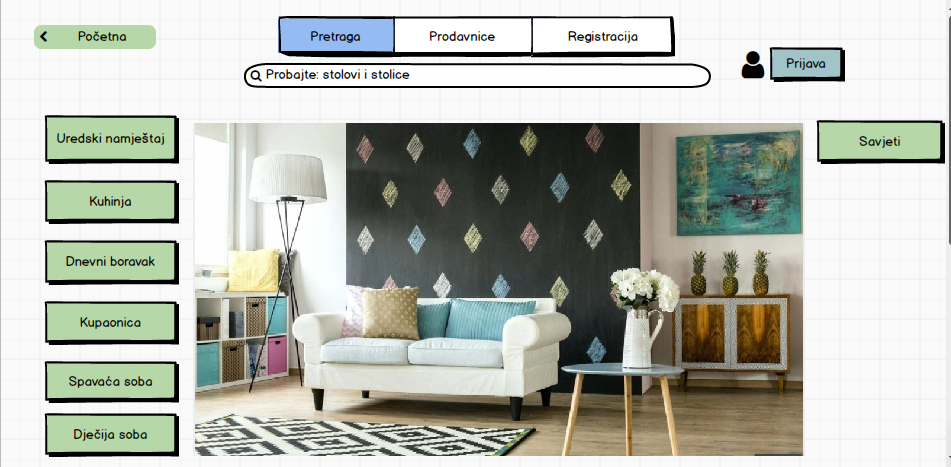 Početna
Pretraga
Prodavnice
Registracija
Probajte: stolovi i stolice
Prijava
Uredski namještaj
Kuhinja
Dnevni boravak
Kupaonica
Spavaća soba
Dječija soba
Savjeti